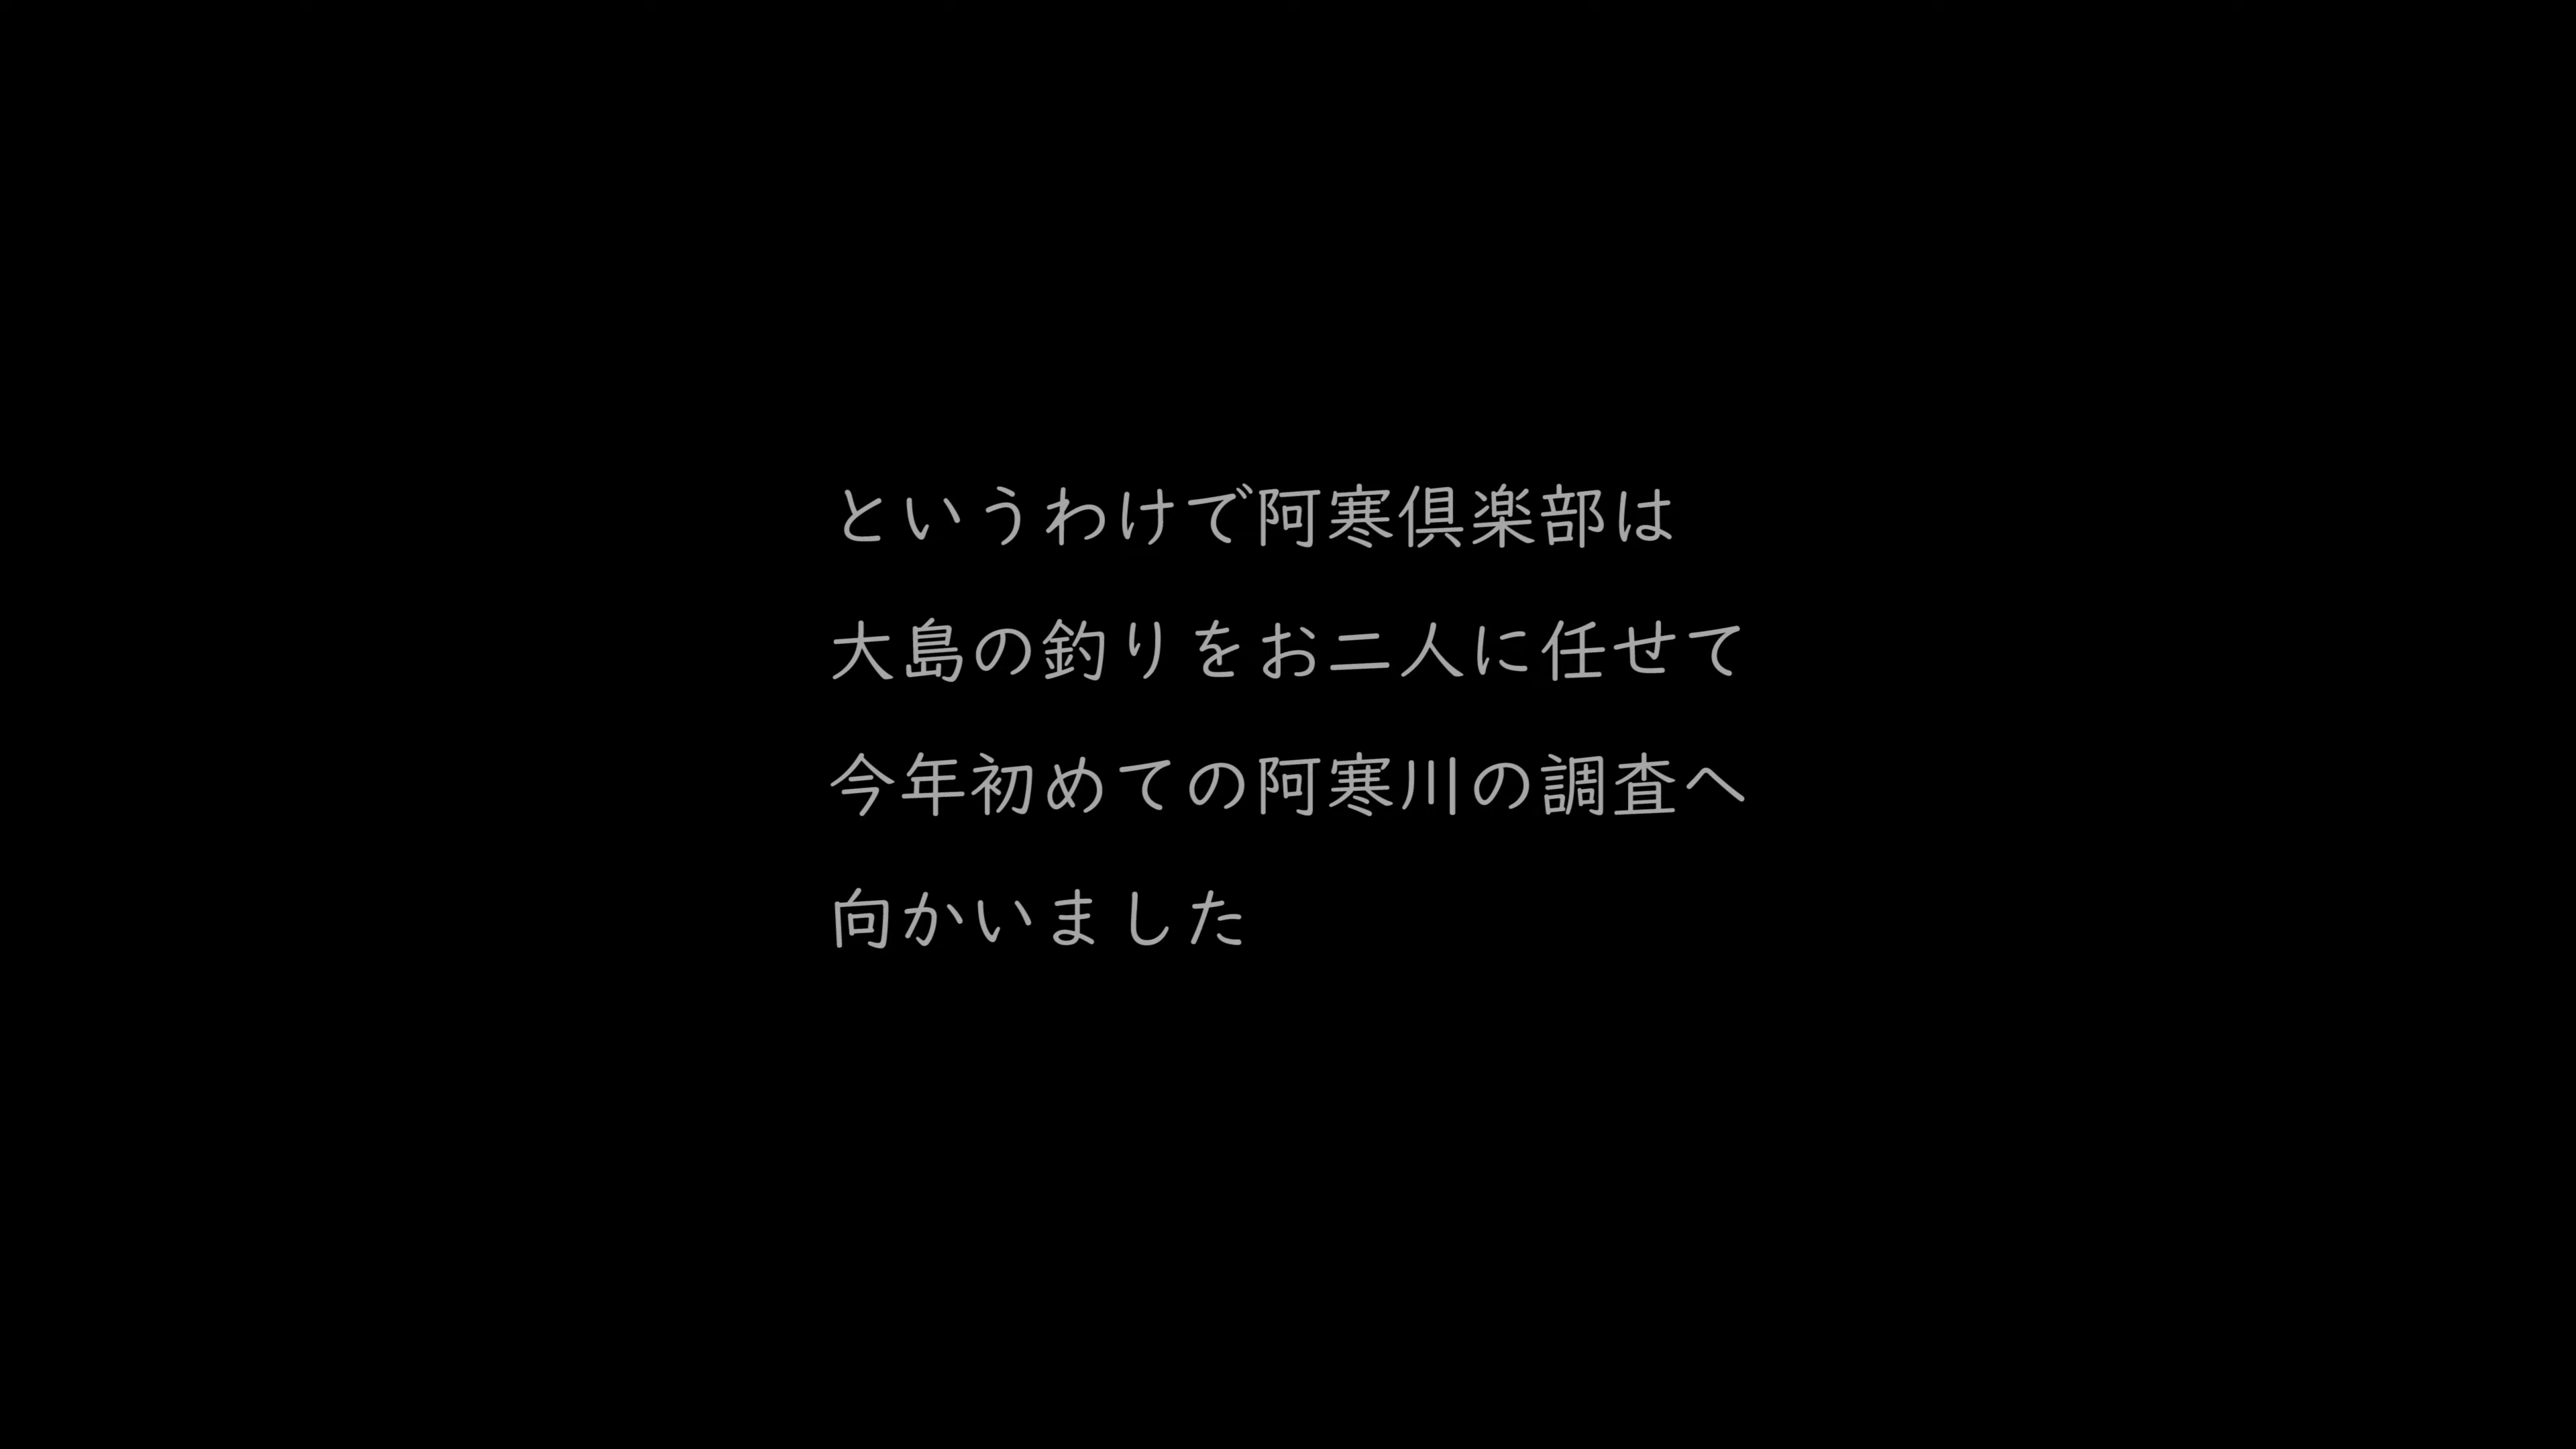 というわけで阿寒倶楽部は
大島の釣りをお二人に任せて
今年初めての阿寒川の調査へ
向かいました